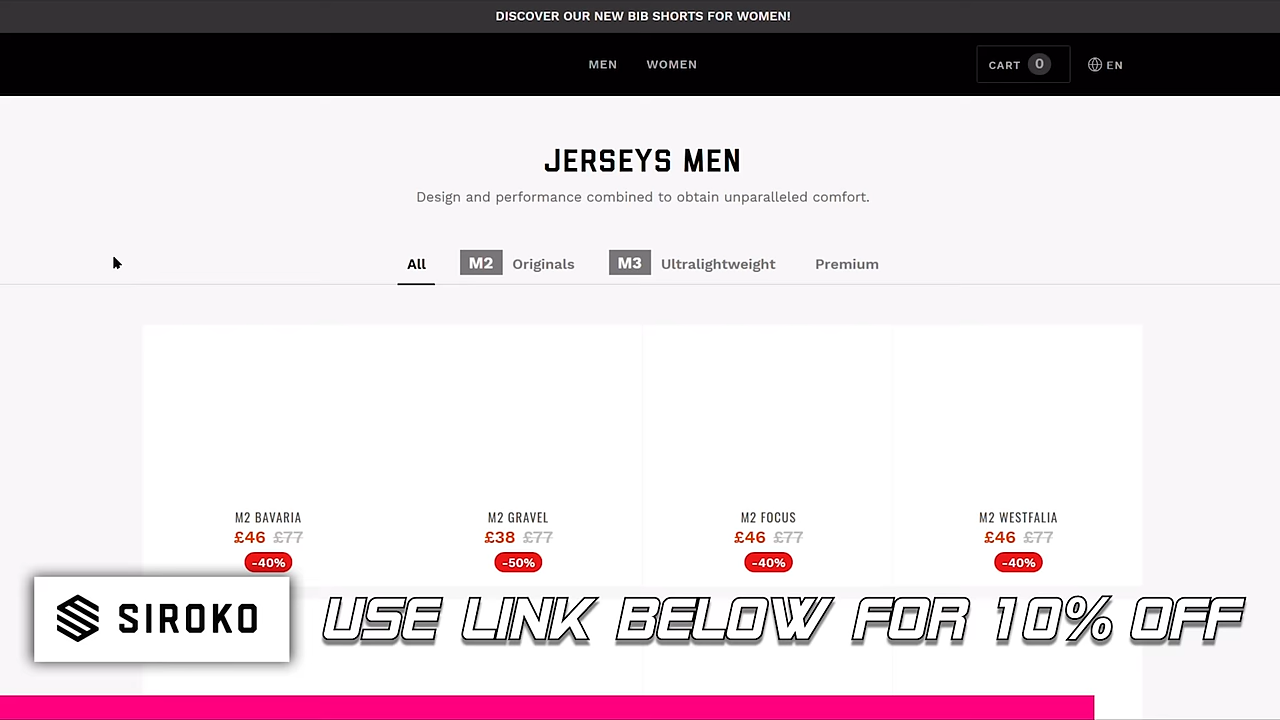 DISCOVER OUR NEW BIB SHORTS FOR WOMEN!
MEN WOMEN CART 0 EN
JERSEYS MEN
Design and performance combined to obtain unparalleled comfort.
All M2 Originals M3 Ultralightweight Premium
M2 BAVARIA M2 GRAVEL M2 FOCUS M2 WESTFALIA
£46 £77 £38 £77 £46 £77 £46 £77
-40% -50% -40% -40%
SIROKO USE LINK BELOW FOR 10% OFF